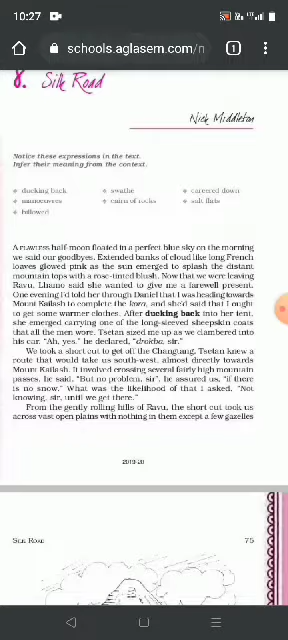 10:27
schools.aglasem.com/n
1
8. Silk Road
Nick Middleton
Notice these expressions in the text.
Infer their meaning from the context.
ducking back
swathe
careered down
manoeuvres
cairn of rocks
salt flats
billowed
A FLAWLESS half-moon floated in a perfect blue sky on the morning
we said our goodbyes. Extended banks of cloud like long French
loaves glowed pink as the sun emerged to splash the distant
mountain tops with a rose-tinted blush. Now that we were leaving
Ravu, Lhamo said she wanted to give me a farewell present.
One evening I'd told her through Daniel that I was heading towards
Mount Kailash to complete the kora, and she'd said that I ought
to get some warmer clothes. After ducking back into her tent,
she emerged carrying one of the long-sleeved sheepskin coats
that all the men wore. Tsetan sized me up as we clambered into
his car. "Ah, yes," he declared, "drokba, sir."
We took a short cut to get off the Changtang. Tsetan knew a
route that would take us south-west, almost directly towards
Mount Kailash. It involved crossing several fairly high mountain
passes, he said. "But no problem, sir", he assured us, "if there
is no snow." What was the likelihood of that I asked. "Not
knowing, sir, until we get there."
From the gently rolling hills of Ravu, the short cut took us
across vast open plains with nothing in them except a few gazelles
2019-20
SILK ROAD
75